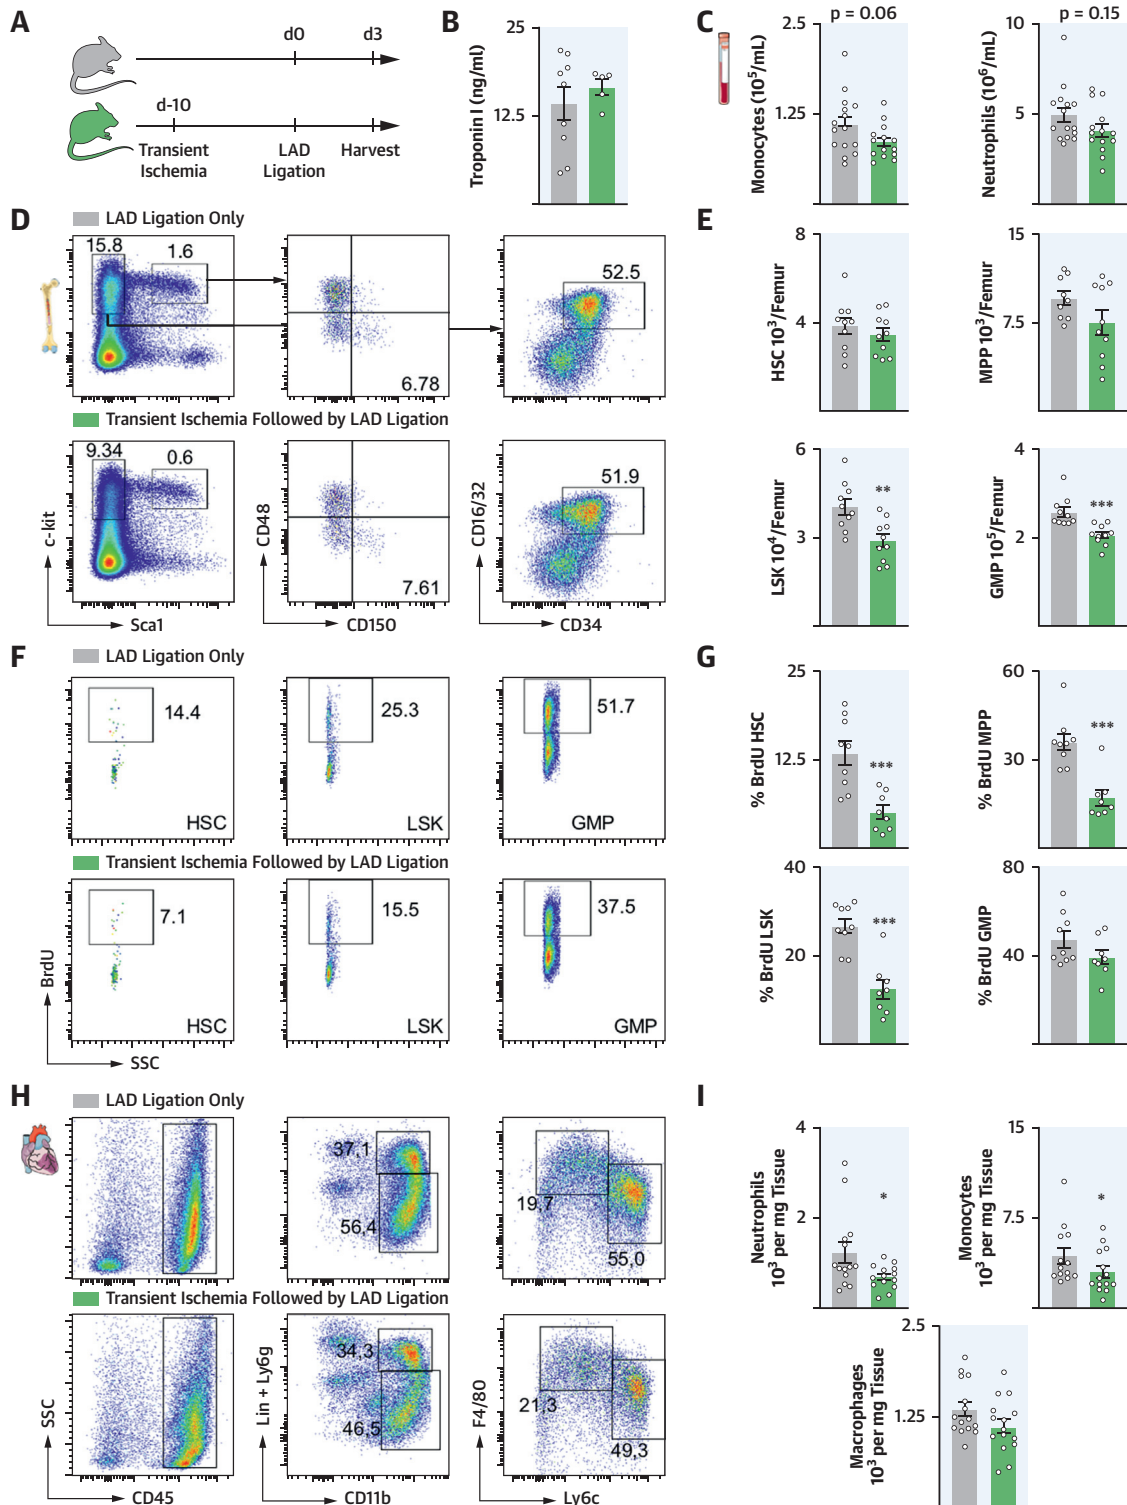 A
d0
d3
d-10
Transient
Ischemia
LAD
Ligation
Harvest
B
Troponin I (ng/ml)
25
12.5
C
Monocytes (10⁵/mL)
2.5
1.25
p = 0.06
Neutrophils (10⁶/mL)
10
5
p = 0.15
D
LAD Ligation Only
15.8
1.6
6.78
52.5
Transient Ischemia Followed by LAD Ligation
9.34
0.6
7.61
51.9
c-kit
Sca1
CD48
CD150
CD16/32
CD34
E
HSC 10³/Femur
8
4
MPP 10³/Femur
15
7.5
LSK 10⁴/Femur
6
3
**
GMP 10⁵/Femur
4
2
***
F
LAD Ligation Only
14.4
HSC
25.3
LSK
51.7
GMP
Transient Ischemia Followed by LAD Ligation
7.1
HSC
15.5
LSK
37.5
GMP
BrdU
SSC
G
% BrdU HSC
25
12.5
***
% BrdU MPP
60
30
***
% BrdU LSK
40
20
***
% BrdU GMP
80
40
H
LAD Ligation Only
37,1
56,4
19,7
55,0
Transient Ischemia Followed by LAD Ligation
34,3
46,5
21,3
49,3
SSC
CD45
Lin + Ly6g
CD11b
F4/80
Ly6c
I
Neutrophils
10³ per mg Tissue
4
2
*
Monocytes
10³ per mg Tissue
15
7.5
*
Macrophages
10³ per mg Tissue
2.5
1.25